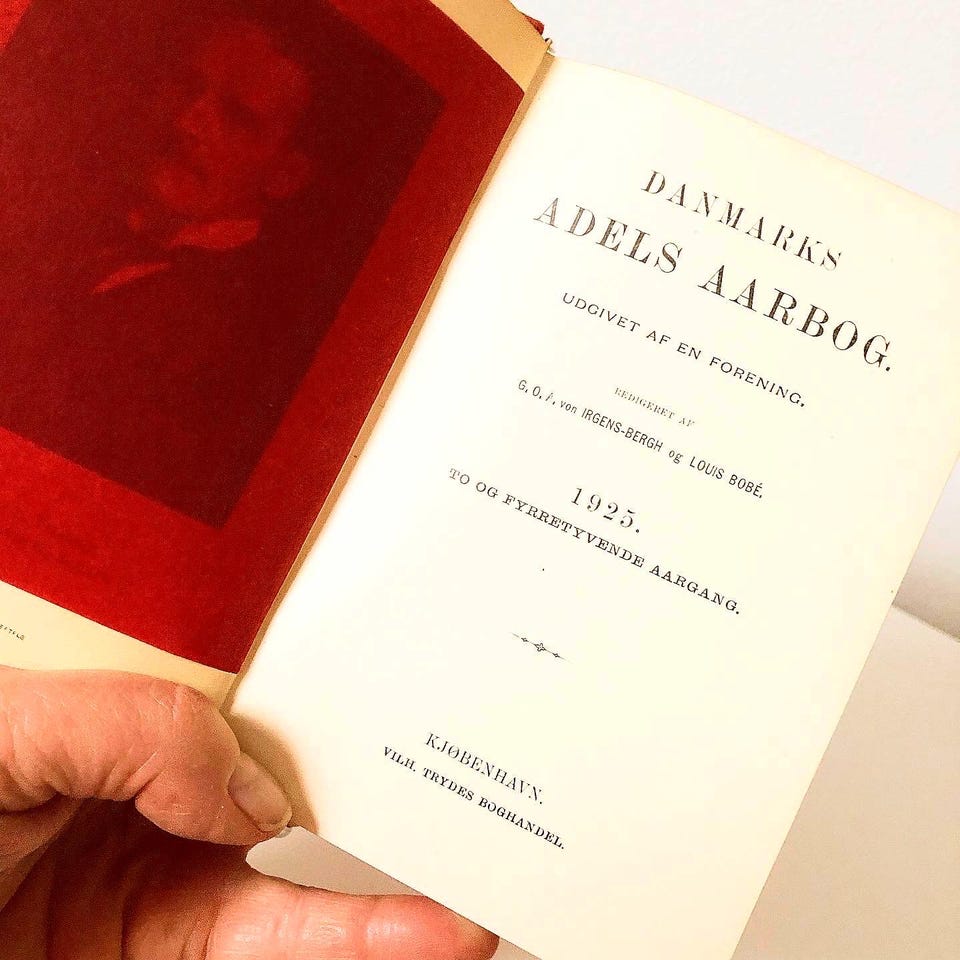 DANMARKS
ADELS AARBOG.
UDGIVET AF EN FORENING.
REDIGERET AF
G. O. A. von IRGENS-BERGH og LOUIS BOBÉ.
1925.
TO OG FYRRETYVENDE AARGANG.
KJØBENHAVN.
VILH. TRYDES BOGHANDEL.